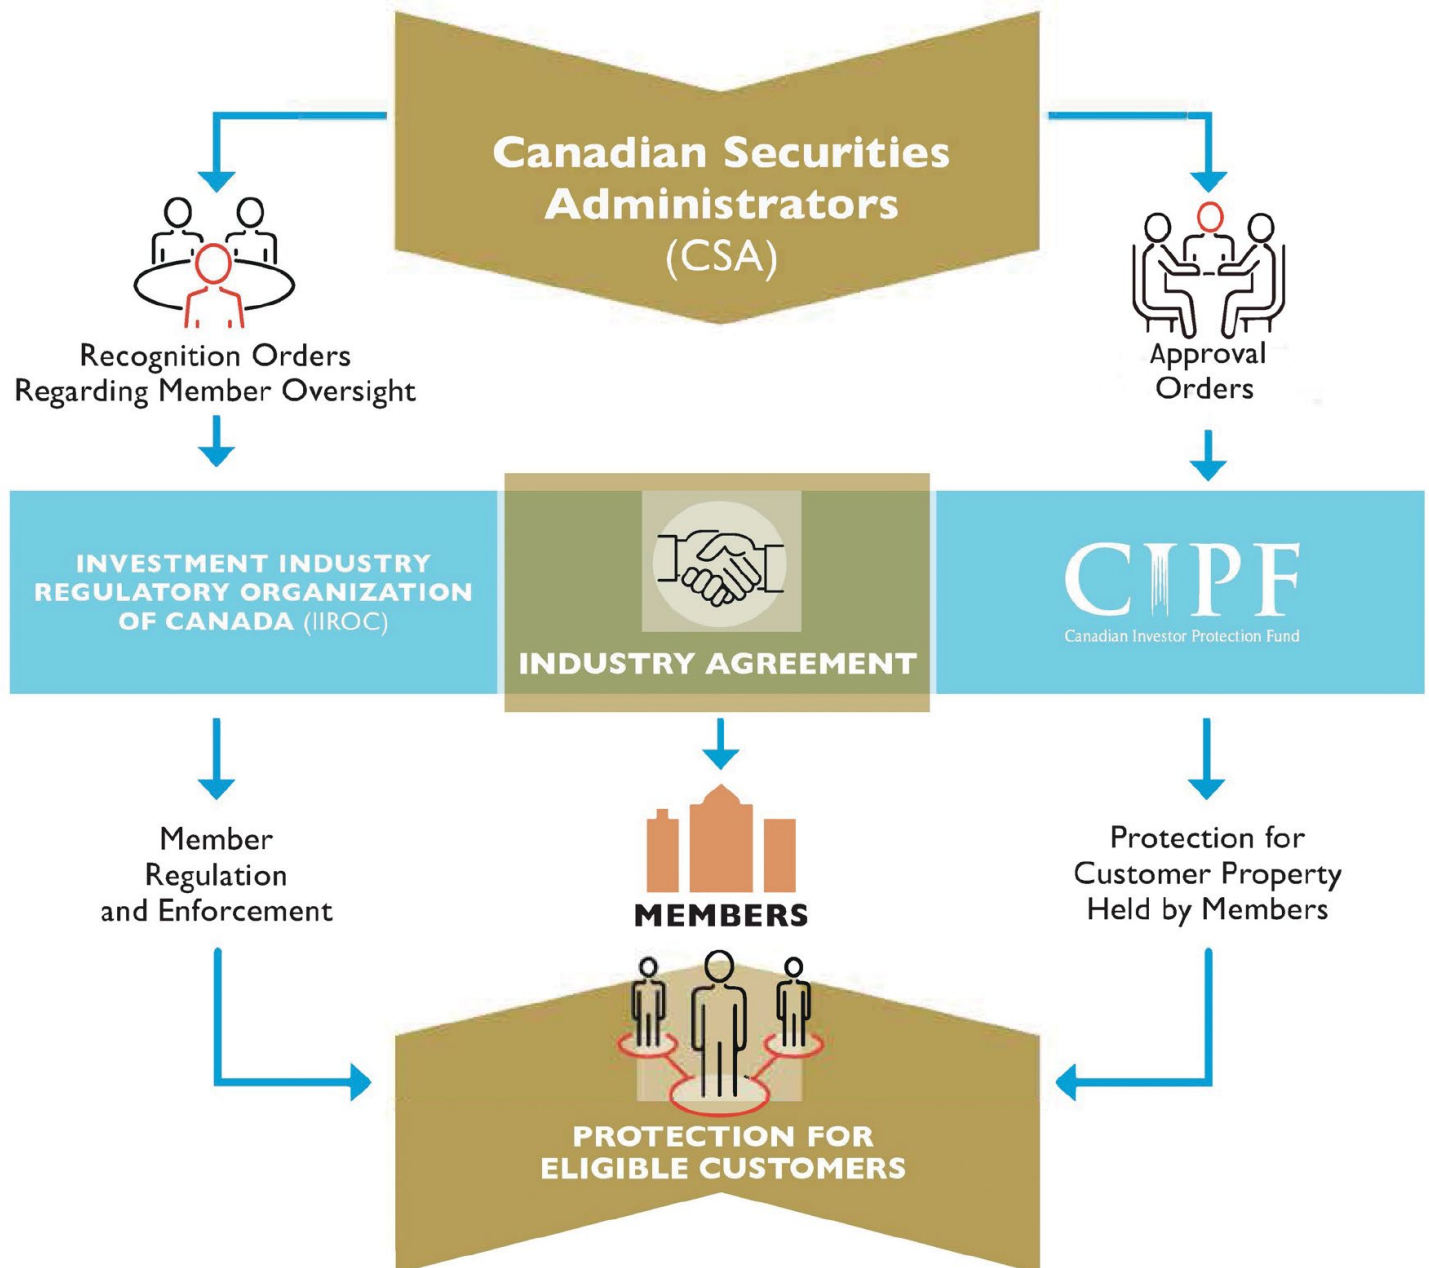 Canadian Securities
Administrators
(CSA)
Recognition Orders
Regarding Member Oversight
Approval
Orders
INVESTMENT INDUSTRY
REGULATORY ORGANIZATION
OF CANADA (IIROC)
INDUSTRY AGREEMENT
CIPF
Canadian Investor Protection Fund
Member
Regulation
and Enforcement
MEMBERS
Protection for
Customer Property
Held by Members
PROTECTION FOR
ELIGIBLE CUSTOMERS